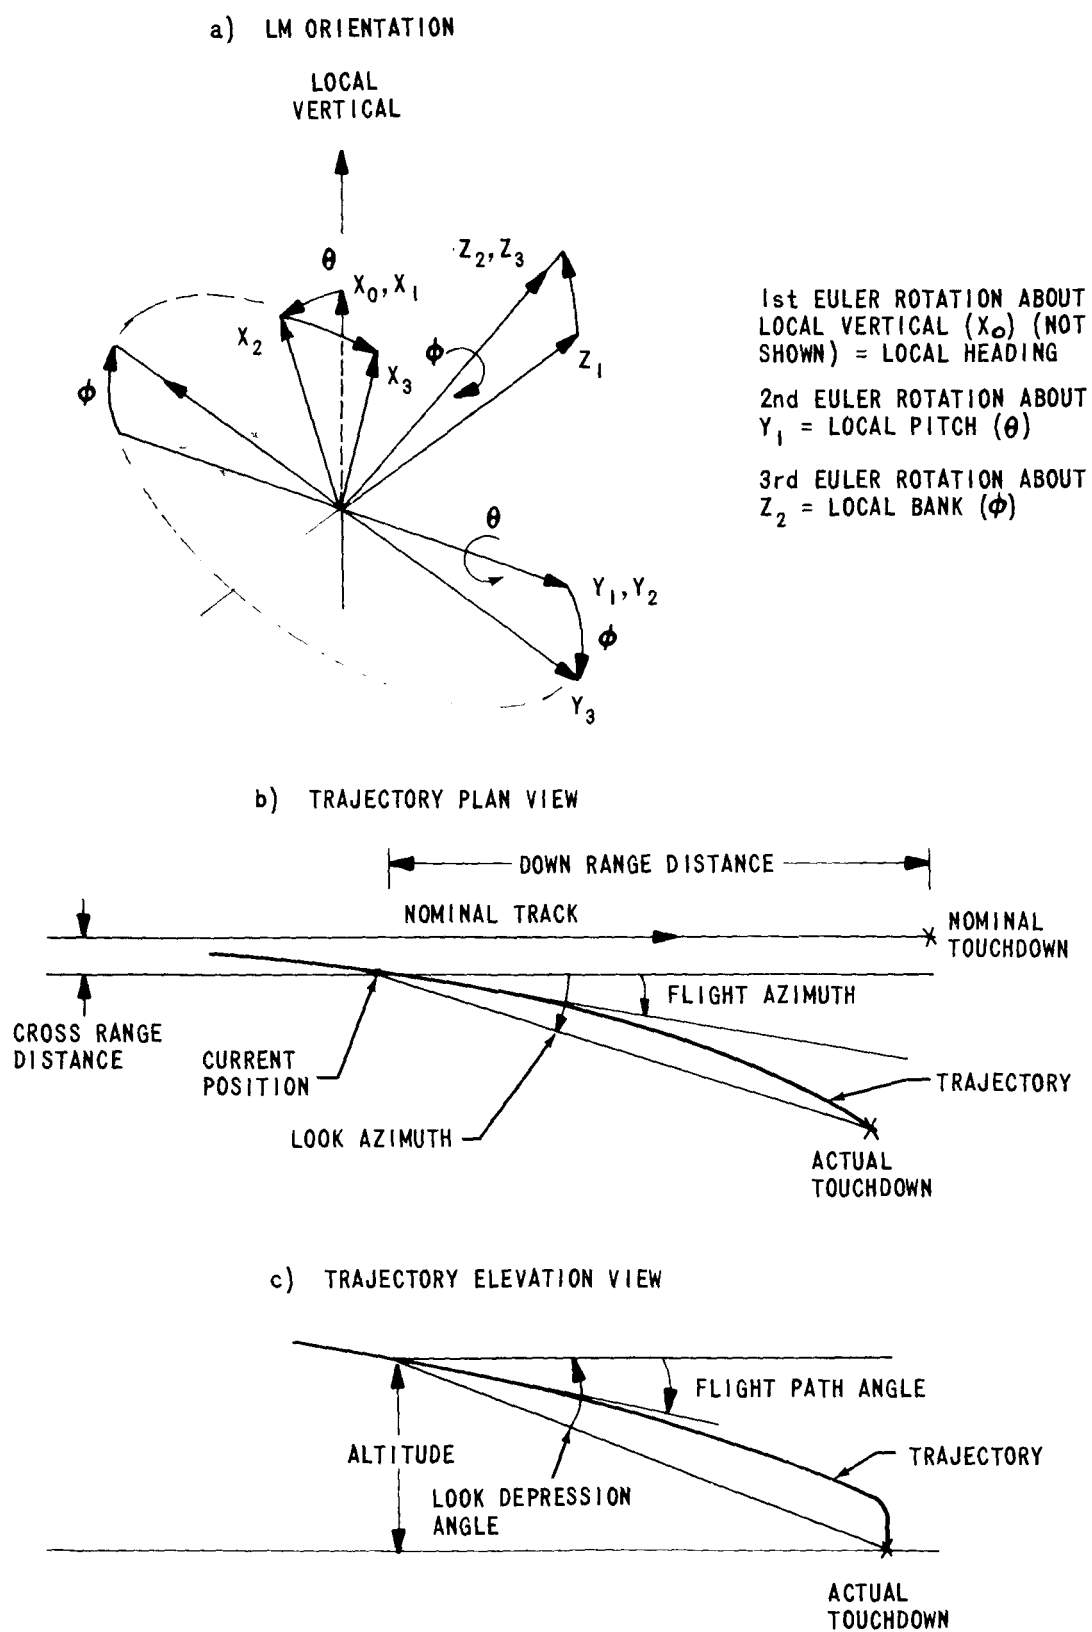 a) LM ORIENTATION
LOCAL
VERTICAL
θ
X₀, X₁
X₂
X₃
Z₂, Z₃
Z₁
ϕ
ϕ
θ
Y₁, Y₂
ϕ
Y₃
1st EULER ROTATION ABOUT
LOCAL VERTICAL (X₀) (NOT
SHOWN) = LOCAL HEADING
2nd EULER ROTATION ABOUT
Y₁ = LOCAL PITCH (θ)
3rd EULER ROTATION ABOUT
Z₂ = LOCAL BANK (ϕ)
b) TRAJECTORY PLAN VIEW
DOWN RANGE DISTANCE
NOMINAL TRACK
NOMINAL
TOUCHDOWN
FLIGHT AZIMUTH
CROSS RANGE
DISTANCE
CURRENT
POSITION
TRAJECTORY
LOOK AZIMUTH
ACTUAL
TOUCHDOWN
c) TRAJECTORY ELEVATION VIEW
FLIGHT PATH ANGLE
ALTITUDE
TRAJECTORY
LOOK DEPRESSION
ANGLE
ACTUAL
TOUCHDOWN